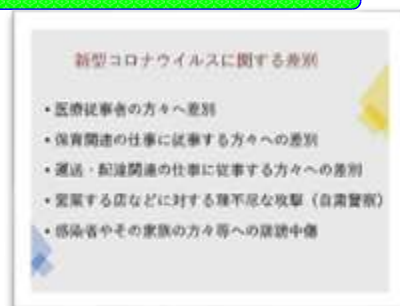 新型コロナウイルスに関する差別
・医療従事者の方々へ差別
・保育関連の仕事に従事する方々への差別
・運送・配達関連の仕事に従事する方々への差別
・営業する店などに対する理不尽な攻撃（自粛警察）
・感染者やその家族の方々等への誹謗中傷